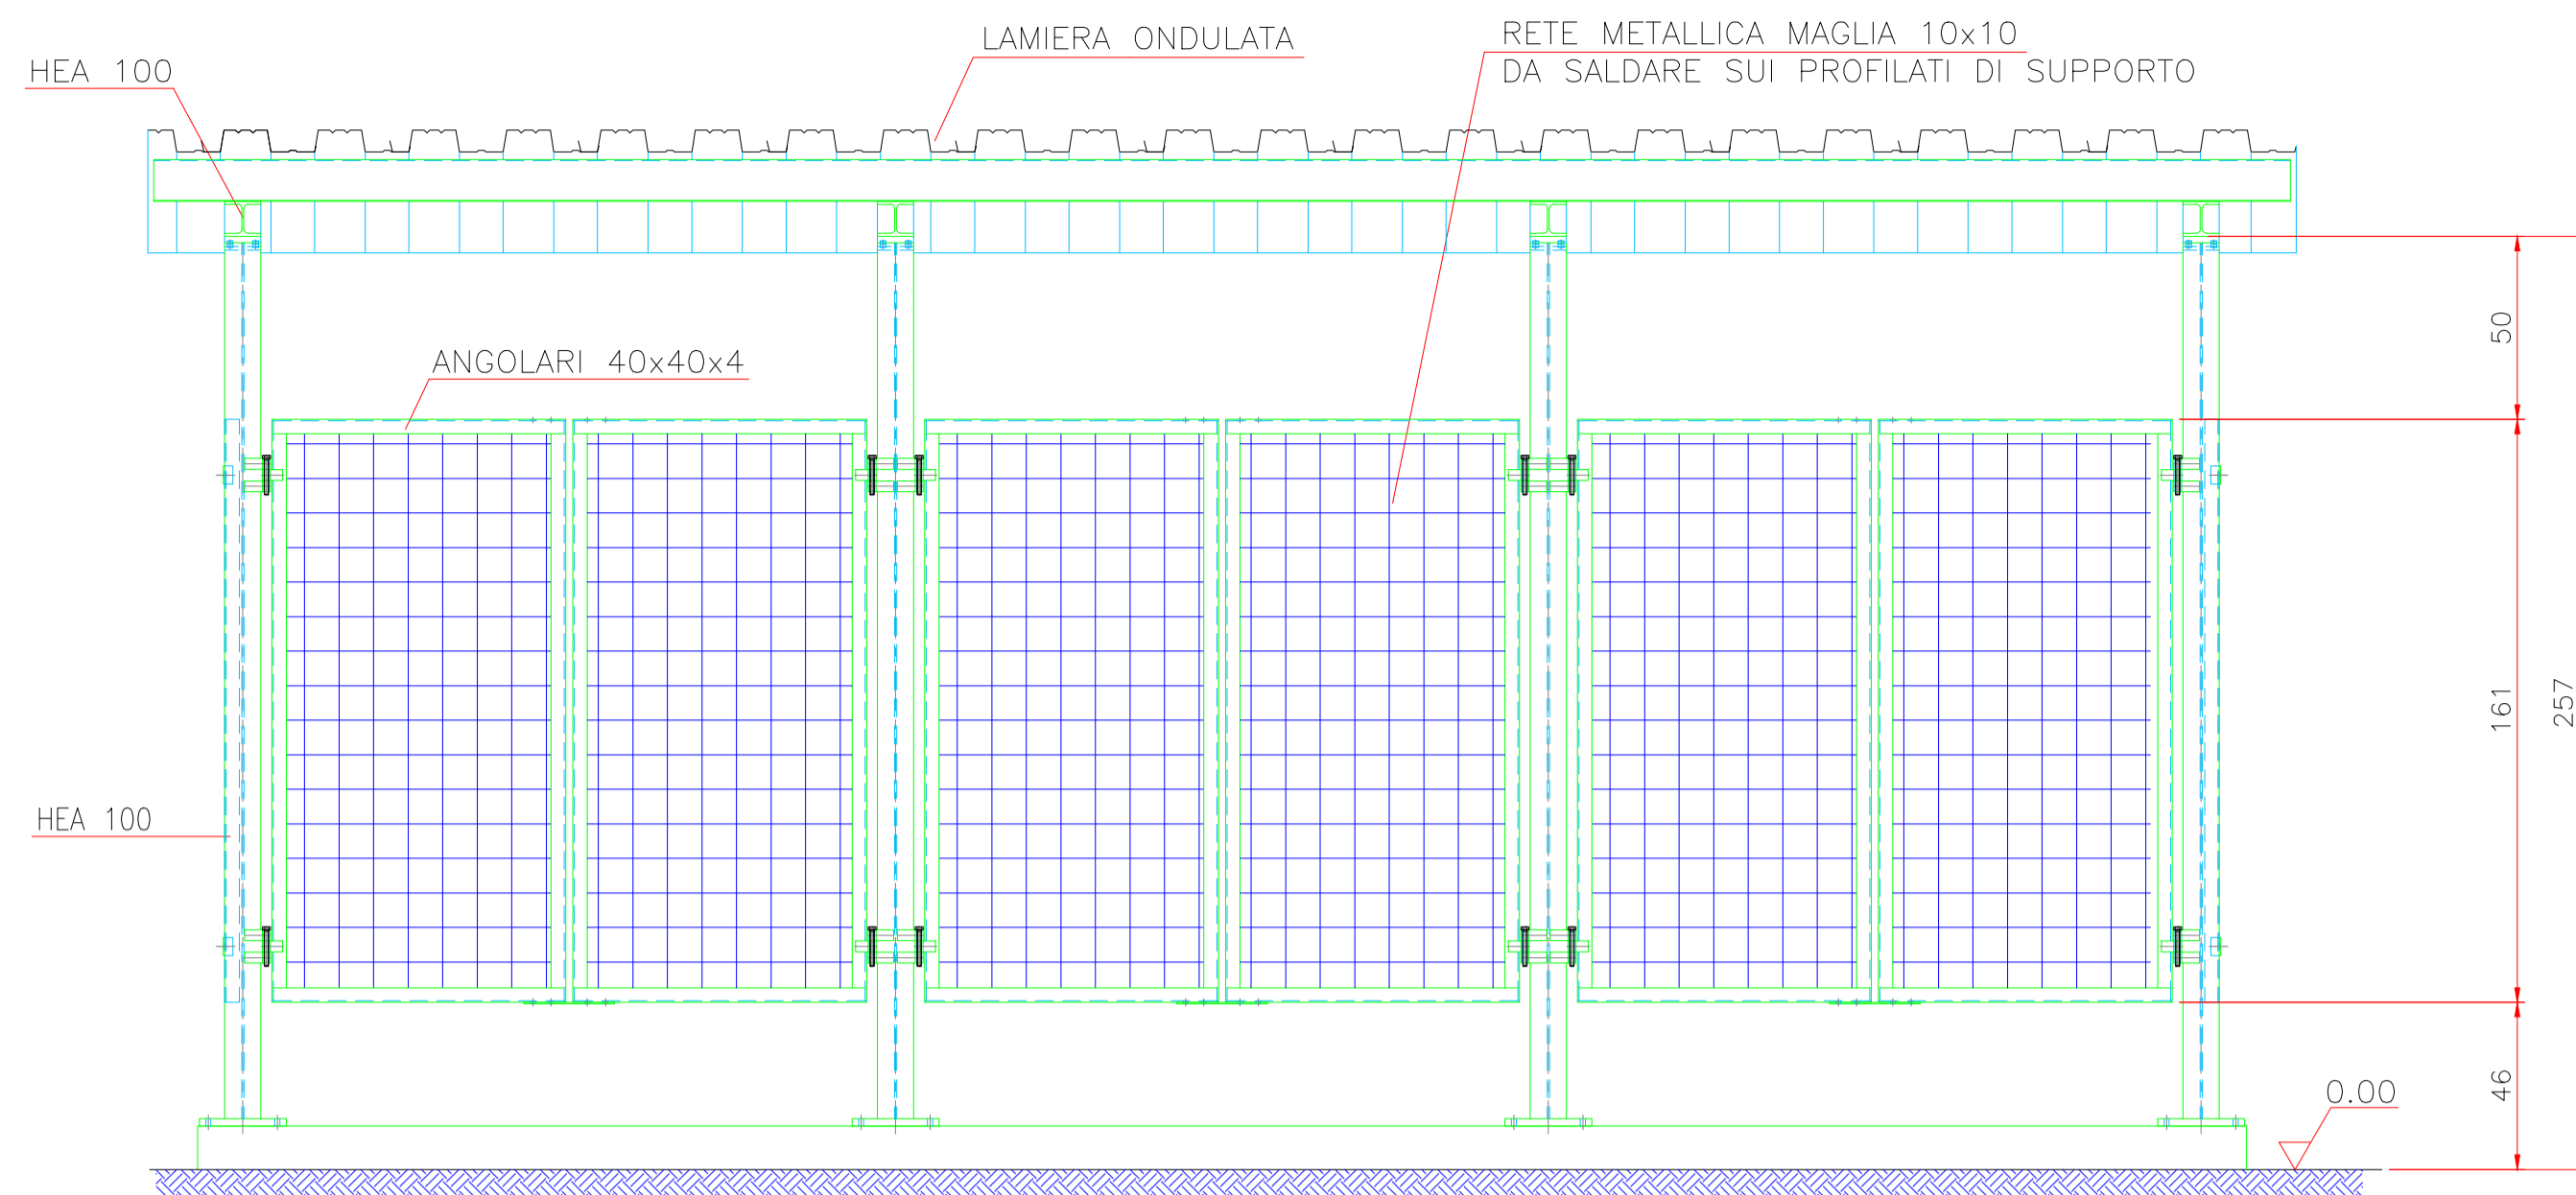 LAMIERA ONDULATA
RETE METALLICA MAGLIA 10x10
DA SALDARE SUI PROFILATI DI SUPPORTO
HEA 100
ANGOLARI 40x40x4
50
161
257
HEA 100
46
0.00